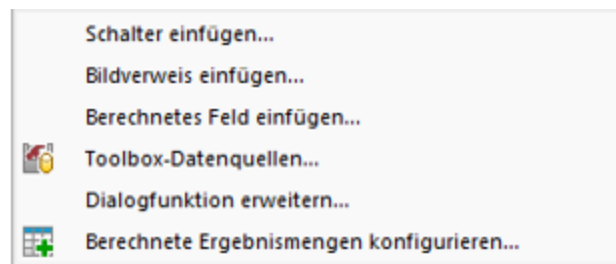 Schalter einfügen...
Bildverweis einfügen...
Berechnetes Feld einfügen...
Toolbox-Datenquellen...
Dialogfunktion erweitern...
Berechnete Ergebnismengen konfigurieren...